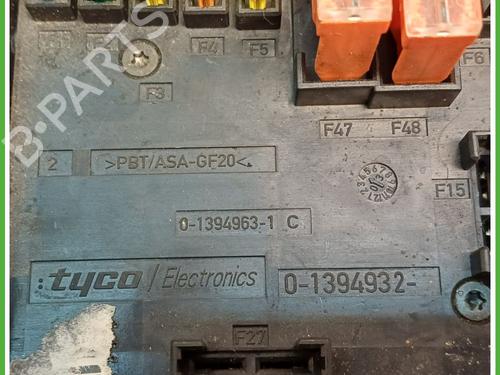 B-PARTS
F4
F5
F6
F3
F47
F48
2
>PBT/ASA-GF20<
F15
0-1394963-1 C
tyco / Electronics
0-1394932-
F27